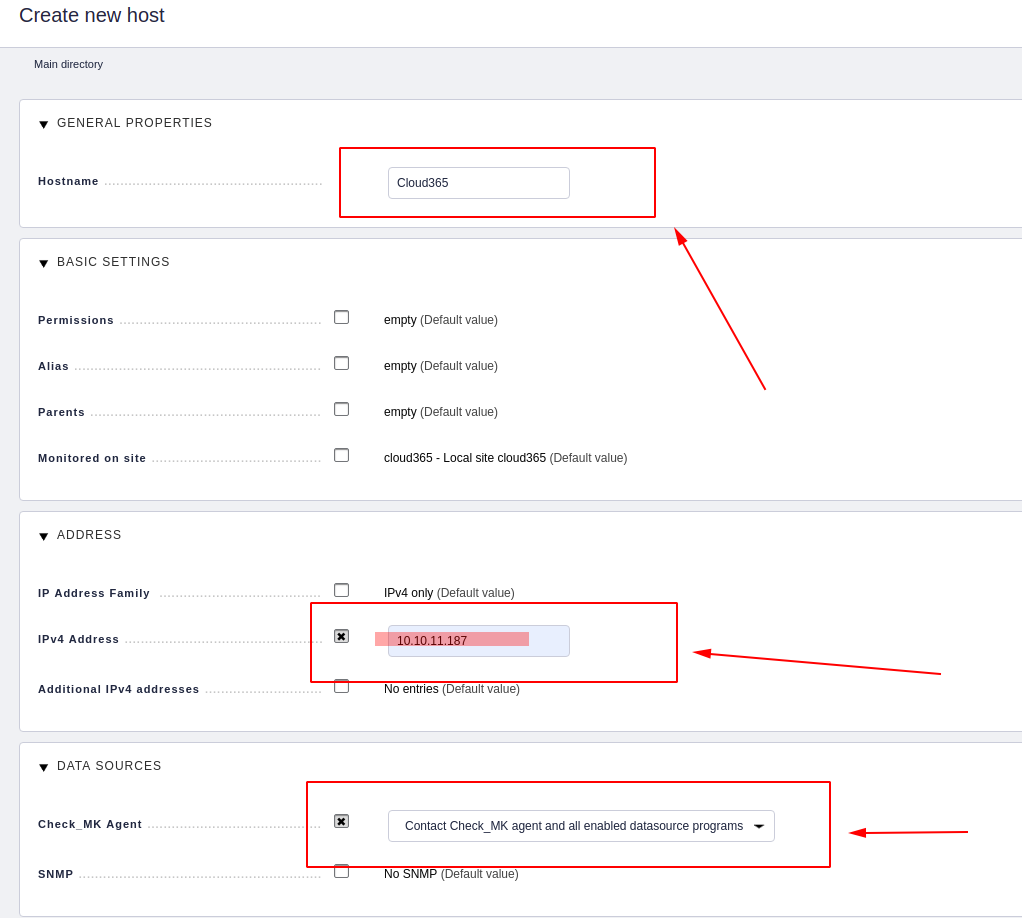 Create new host
Main directory
GENERAL PROPERTIES
Hostname Cloud365
BASIC SETTINGS
Permissions empty (Default value)
Alias empty (Default value)
Parents empty (Default value)
Monitored on site cloud365 - Local site cloud365 (Default value)
ADDRESS
IP Address Family IPv4 only (Default value)
IPv4 Address 10.10.11.187
Additional IPv4 addresses No entries (Default value)
DATA SOURCES
Check_MK Agent Contact Check_MK agent and all enabled datasource programs
SNMP No SNMP (Default value)